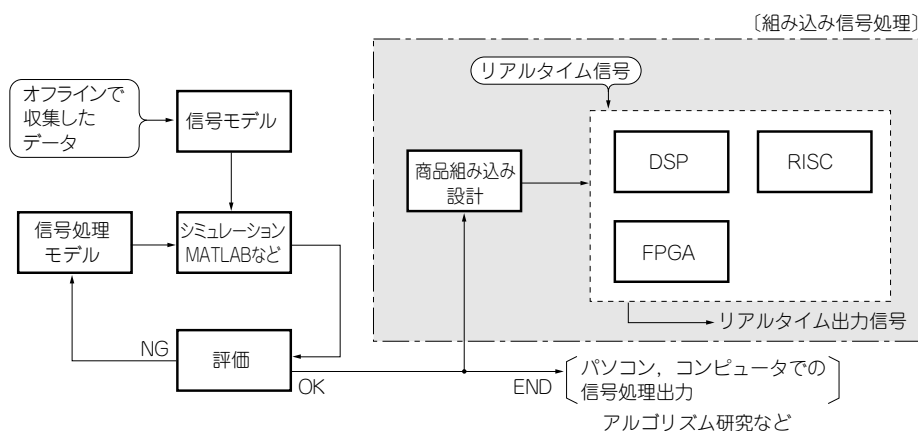 〔組み込み信号処理〕
リアルタイム信号
オフラインで
収集した
データ
信号モデル
DSP
RISC
商品組み込み
設計
信号処理
モデル
シミュレーション
MATLABなど
FPGA
リアルタイム出力信号
NG
評価
OK
END
パソコン，コンピュータでの
信号処理出力
アルゴリズム研究など